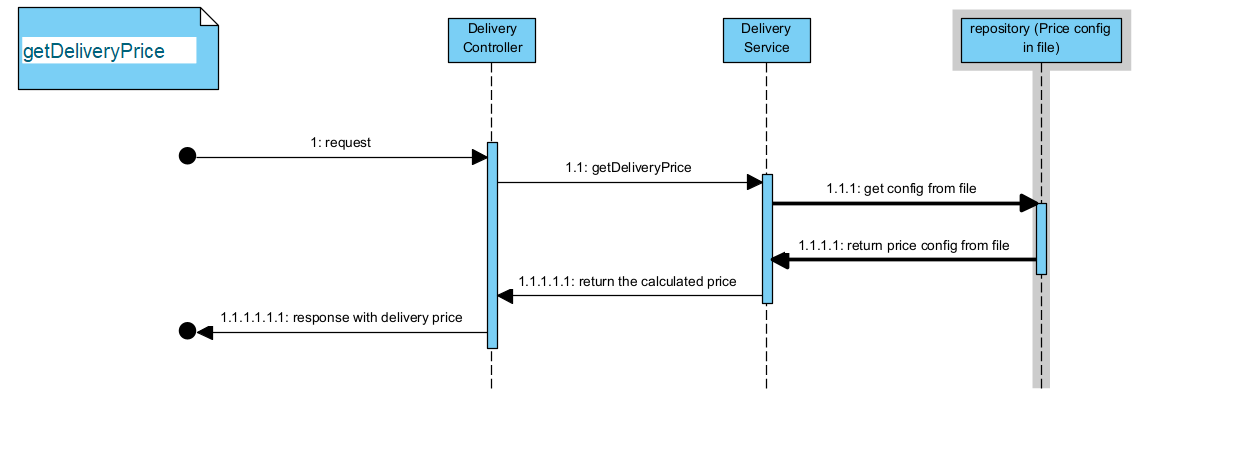 getDeliveryPrice
Delivery
Controller
Delivery
Service
repository (Price config
in file)
1: request
1.1: getDeliveryPrice
1.1.1: get config from file
1.1.1.1: return price config from file
1.1.1.1.1: return the calculated price
1.1.1.1.1.1: response with delivery price